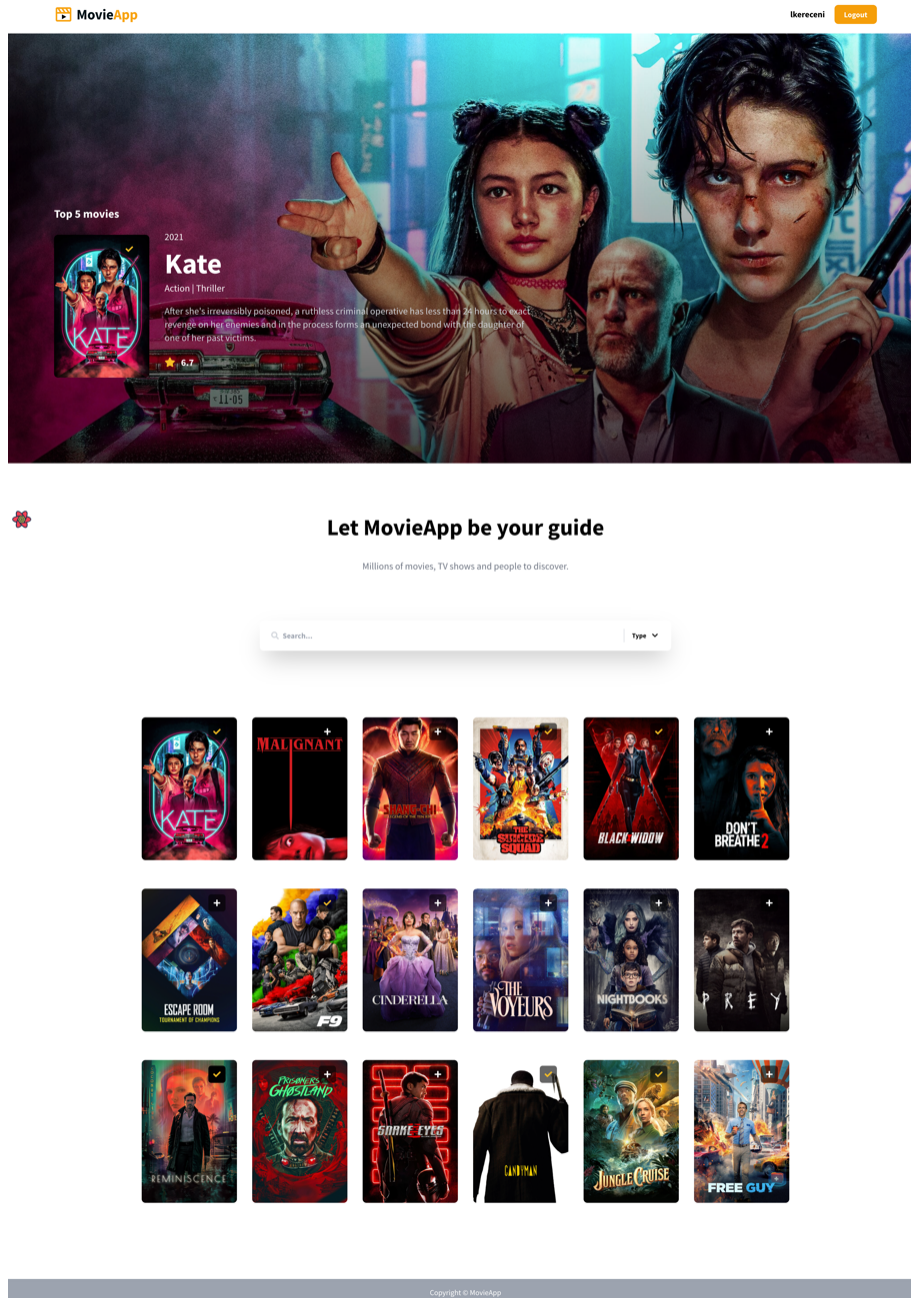 MovieApp
lkereceni
Logout
Top 5 movies
KATE
2021
Kate
Action | Thriller
After she's irreversibly poisoned, a ruthless criminal operative has less than 24 hours to exact
revenge on her enemies and in the process forms an unexpected bond with the daughter of
one of her past victims.
6.7
11-05
Let MovieApp be your guide
Millions of movies, TV shows and people to discover.
Search...
Type
KATE
MALIGNANT
SHANG-CHI
THE
SUICIDE
SQUAD
BLACK WIDOW
DON'T
BREATHE 2
ESCAPE ROOM
TOURNAMENT OF CHAMPIONS
F9
CINDERELLA
THE
VOYEURS
NIGHTBOOKS
PREY
REMINISCENCE
PRISONERS
OF THE
GHOSTLAND
SNAKE EYES
CANDYMAN
JUNGLE CRUISE
FREE GUY
Copyright © MovieApp